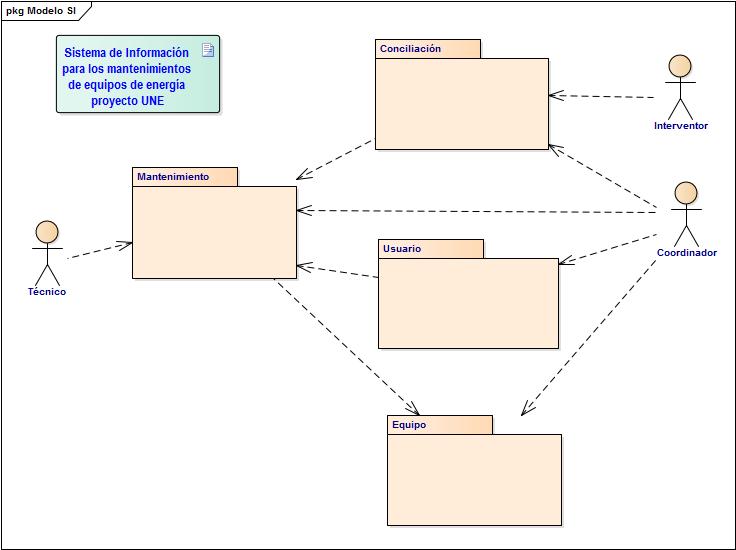 pkg Modelo SI
Sistema de Información
para los mantenimientos
de equipos de energía
proyecto UNE
Conciliación
Interventor
Mantenimiento
Usuario
Coordinador
Técnico
Equipo